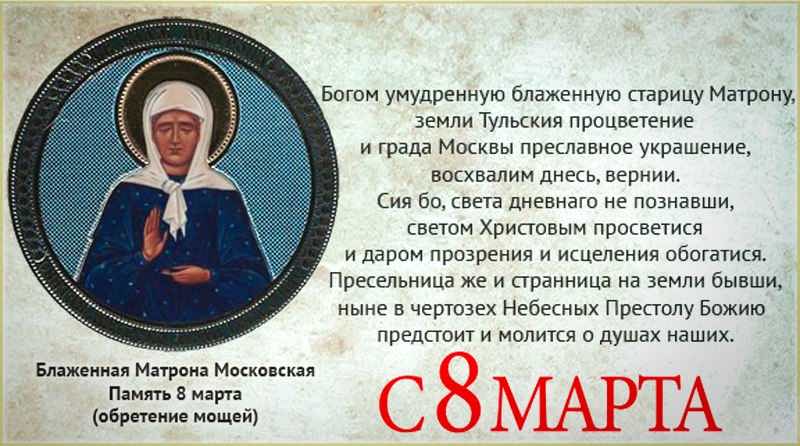 Богом умудренную блаженную старицу Матрону,
земли Тульския процветение
и града Москвы преславное украшение,
восхвалим днесь, вернии.
Сия бо, света дневнаго не познавши,
светом Христовым просветися
и даром прозрения и исцеления обогатися.
Пресельница же и странница на земли бывши,
ныне в чертозех Небесных Престолу Божию
предстоит и молится о душах наших.
Блаженная Матрона Московская
Память 8 марта
(обретение мощей)
С 8 МАРТА